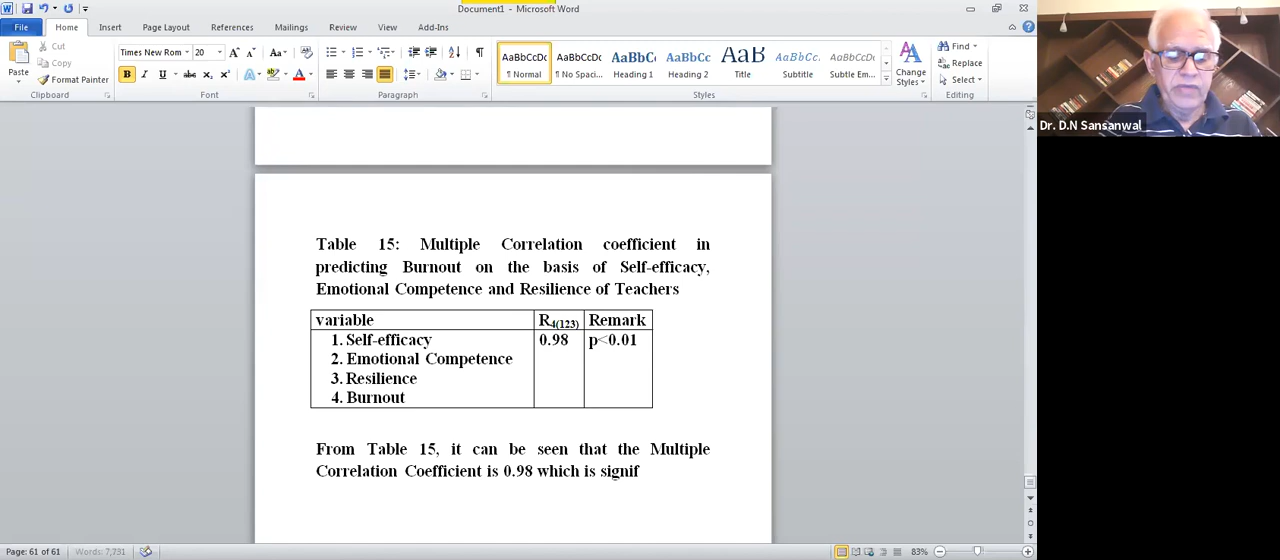 Document1 - Microsoft Word
File Home Insert Page Layout References Mailings Review View Add-Ins
Cut
Copy
Paste
Format Painter
Clipboard
Times New Rom 20
Font
Paragraph
AaBbCcDc AaBbCcDc AaBbCc AaBbCc AaB AaBbCc. AaBbCcDc
¶ Normal ¶ No Spaci... Heading 1 Heading 2 Title Subtitle Subtle Em...
Change Styles
Styles
Find
Replace
Select
Editing
Dr. D.N Sansanwal
Table 15: Multiple Correlation coefficient in
predicting Burnout on the basis of Self-efficacy,
Emotional Competence and Resilience of Teachers
variable R4(123) Remark
1. Self-efficacy 0.98 p<0.01
2. Emotional Competence
3. Resilience
4. Burnout
From Table 15, it can be seen that the Multiple
Correlation Coefficient is 0.98 which is signif
Page: 61 of 61 Words: 7,731 83%